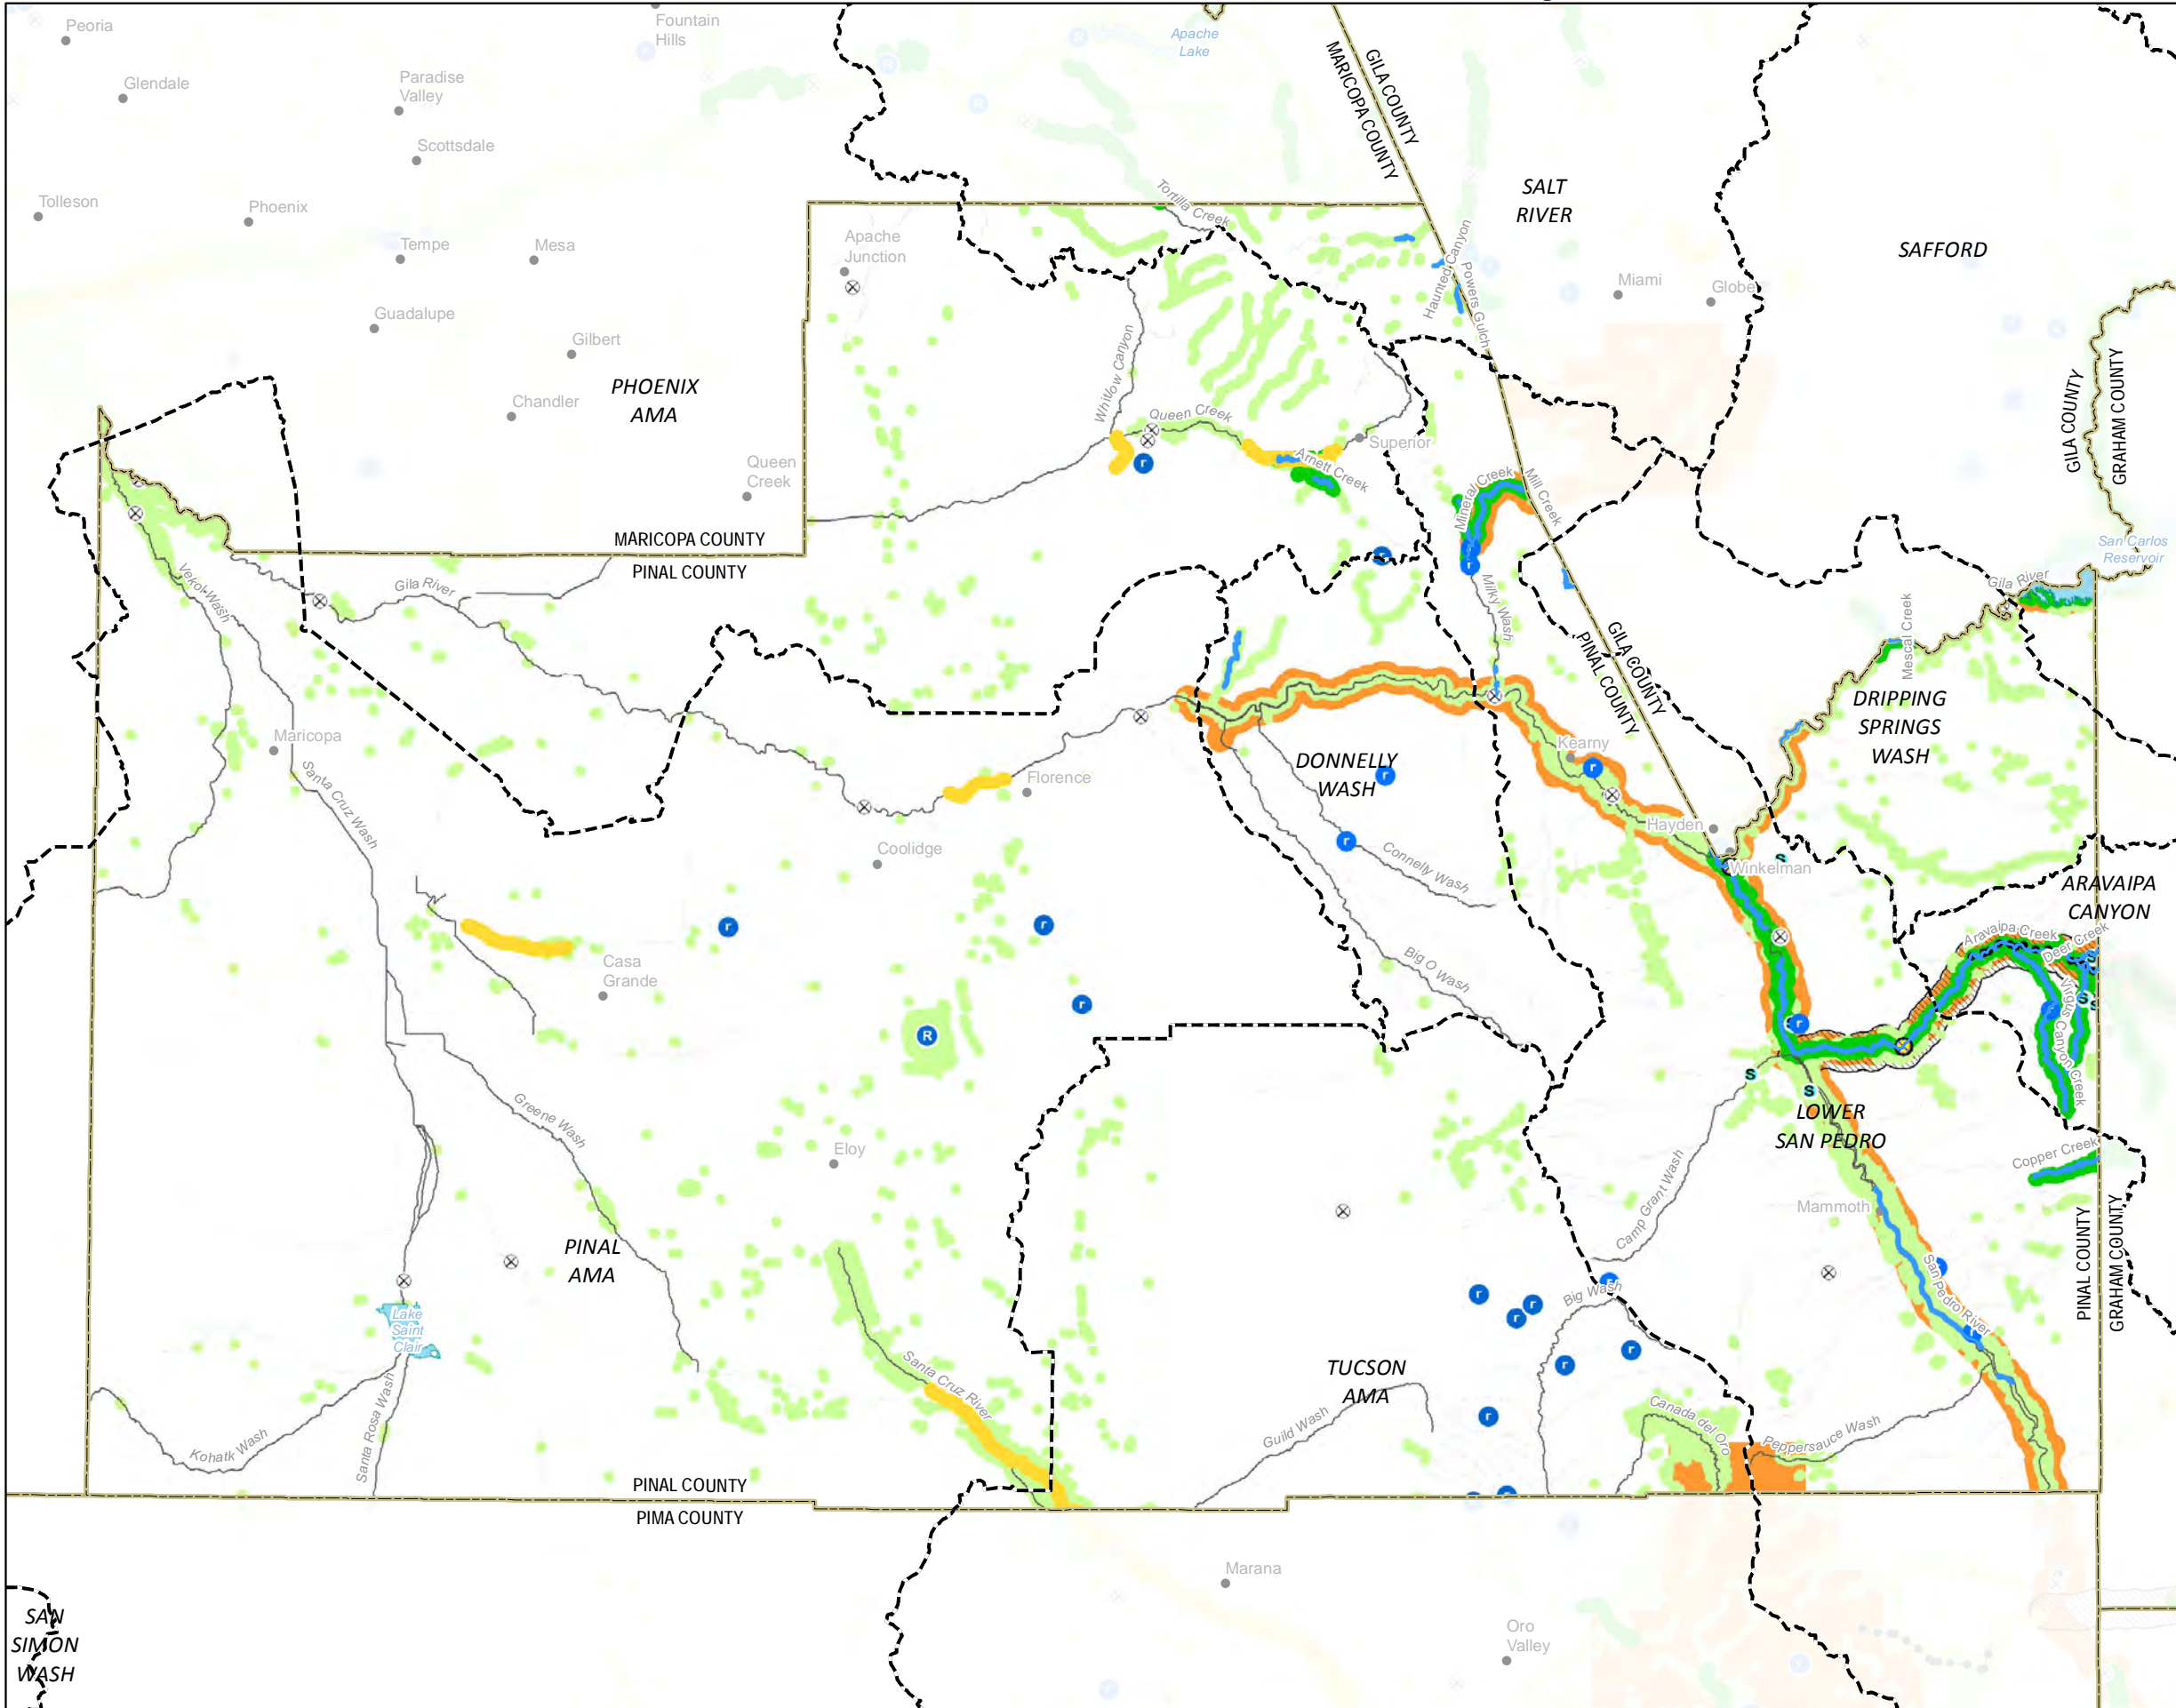 Peoria
Fountain
Hills
Apache
Lake
Glendale
Paradise
Valley
Scottsdale
GILA COUNTY
MARICOPA COUNTY
Tolleson
Phoenix
Tempe
Mesa
Apache
Junction
Tortilla Creek
SALT
RIVER
SAFFORD
Haunted Canyon
Powers Gulch
Miami
Globe
Guadalupe
Gilbert
Chandler
PHOENIX
AMA
Whitlow Canyon
Queen Creek
Superior
Arnett Creek
GILA COUNTY
GRAHAM COUNTY
Queen
Creek
Mineral Creek
Mill Creek
MARICOPA COUNTY
PINAL COUNTY
San Carlos
Reservoir
Vekol Wash
Gila River
Milky Wash
Gila River
Mescal Creek
GILA COUNTY
PINAL COUNTY
DRIPPING
SPRINGS
WASH
Maricopa
Santa Cruz Wash
Florence
DONNELLY
WASH
Kearny
Coolidge
Connelly Wash
Hayden
Winkelman
ARAVAIPA
CANYON
Aravaipa Creek
Deer Creek
Casa
Grande
Big O Wash
Virgus Canyon Creek
R
r
r
r
r
r
r
r
r
s
s
s
Greene Wash
Eloy
LOWER
SAN PEDRO
Copper Creek
Camp Grant Wash
Mammoth
PINAL COUNTY
GRAHAM COUNTY
PINAL
AMA
Lake
Saint
Clair
Big Wash
San Pedro River
r
r
r
r
r
r
Santa Cruz River
TUCSON
AMA
Guild Wash
Canada del Oro
Peppersauce Wash
Kohatk Wash
Santa Rosa Wash
PINAL COUNTY
PIMA COUNTY
Marana
SAN
SIMON
WASH
Oro
Valley